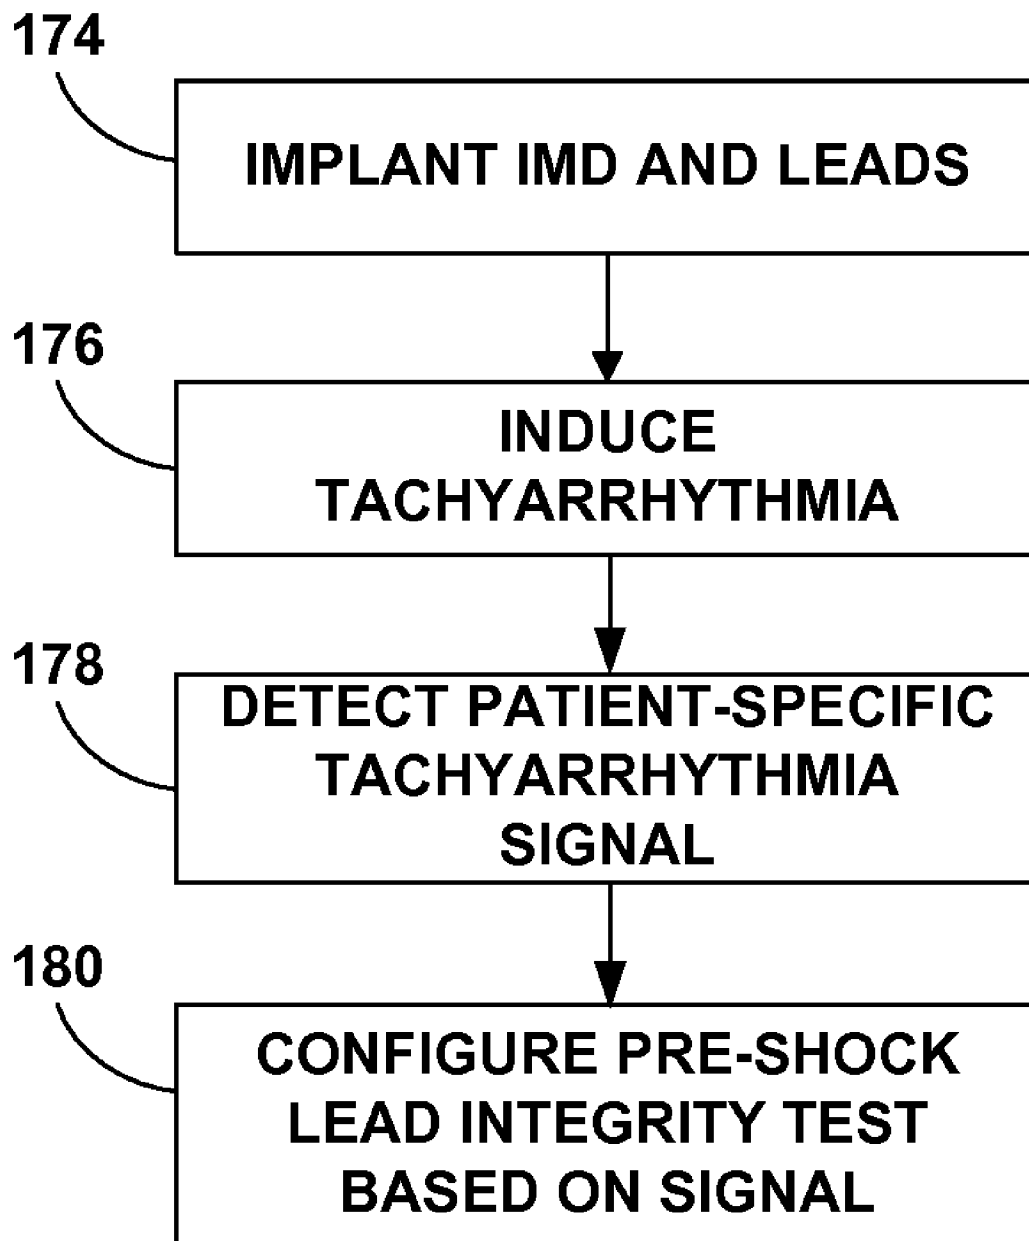 174
IMPLANT IMD AND LEADS
176
INDUCE
TACHYARRHYTHMIA
178
DETECT PATIENT-SPECIFIC
TACHYARRHYTHMIA
SIGNAL
180
CONFIGURE PRE-SHOCK
LEAD INTEGRITY TEST
BASED ON SIGNAL